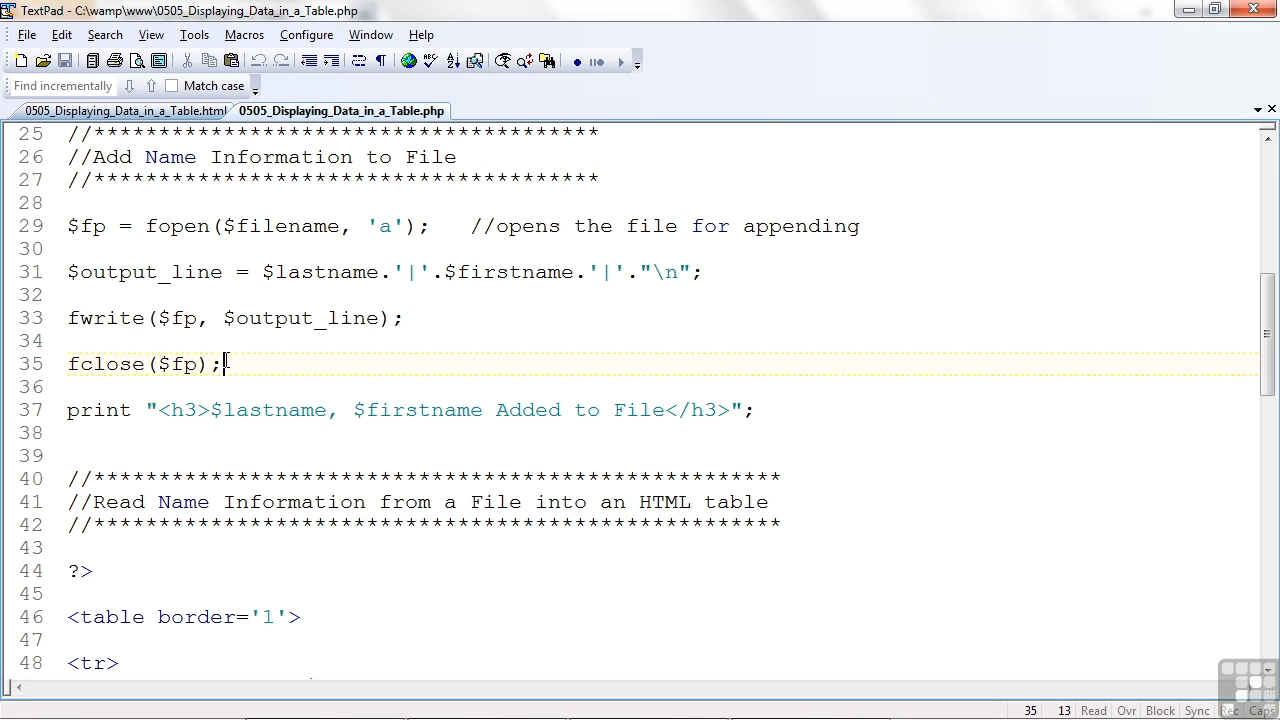 TextPad - C:\wamp\www\0505_Displaying_Data_in_a_Table.php
File Edit Search View Tools Macros Configure Window Help
Find incrementally Match case
0505_Displaying_Data_in_a_Table.html 0505_Displaying_Data_in_a_Table.php
25 //***************************************
26 //Add Name Information to File
27 //***************************************
28
29 $fp = fopen($filename, 'a');   //opens the file for appending
30
31 $output_line = $lastname.'|'.$firstname.'|'."\n";
32
33 fwrite($fp, $output_line);
34
35 fclose($fp);
36
37 print "<h3>$lastname, $firstname Added to File</h3>";
38
39
40 //*****************************************************
41 //Read Name Information from a File into an HTML table
42 //*****************************************************
43
44 ?>
45
46 <table border='1'>
47
48 <tr>
35 13 Read Ovr Block Sync Rec Caps